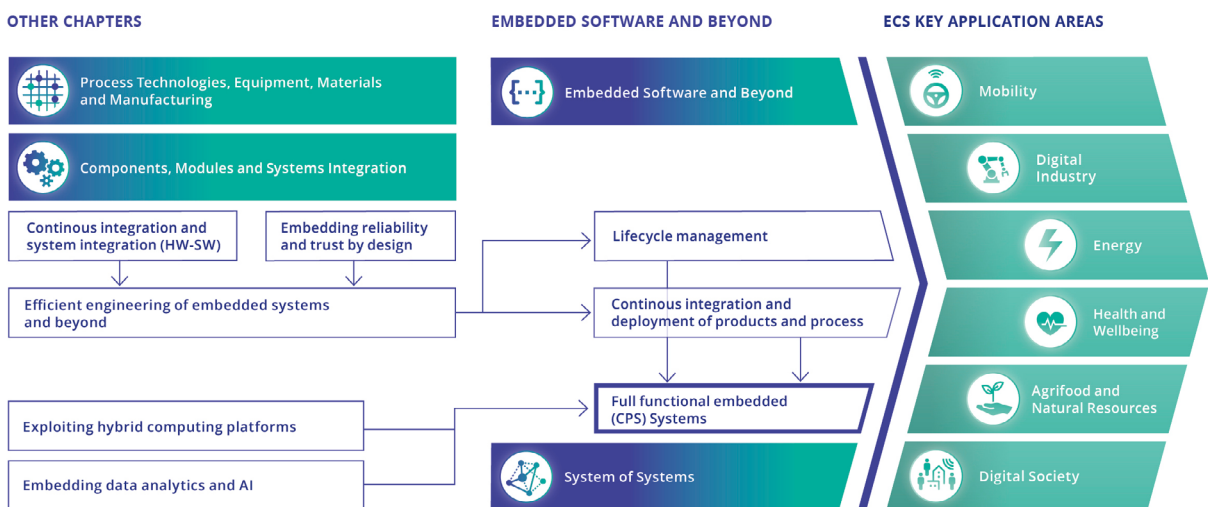 OTHER CHAPTERS
EMBEDDED SOFTWARE AND BEYOND
ECS KEY APPLICATION AREAS
Process Technologies, Equipment, Materials
and Manufacturing
Components, Modules and Systems Integration
Continous integration and
system integration (HW-SW)
Embedding reliability
and trust by design
Efficient engineering of embedded systems
and beyond
Exploiting hybrid computing platforms
Embedding data analytics and AI
Embedded Software and Beyond
Lifecycle management
Continous integration and
deployment of products and process
Full functional embedded
(CPS) Systems
System of Systems
Mobility
Digital
Industry
Energy
Health and
Wellbeing
Agrifood and
Natural Resources
Digital Society